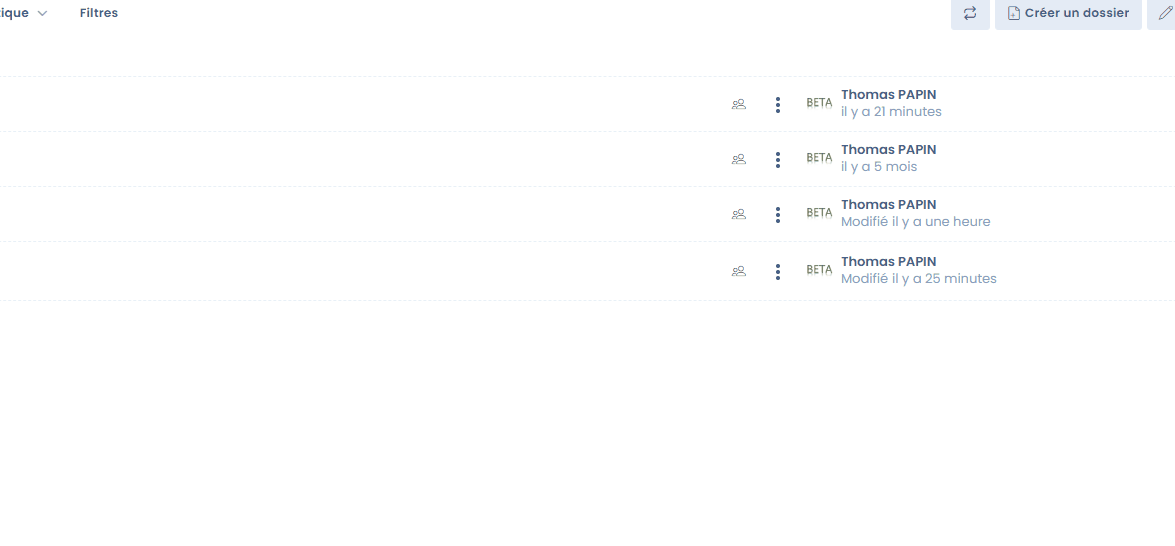 tique Filtres Créer un dossier
BETA Thomas PAPIN
il y a 21 minutes
BETA Thomas PAPIN
il y a 5 mois
BETA Thomas PAPIN
Modifié il y a une heure
BETA Thomas PAPIN
Modifié il y a 25 minutes